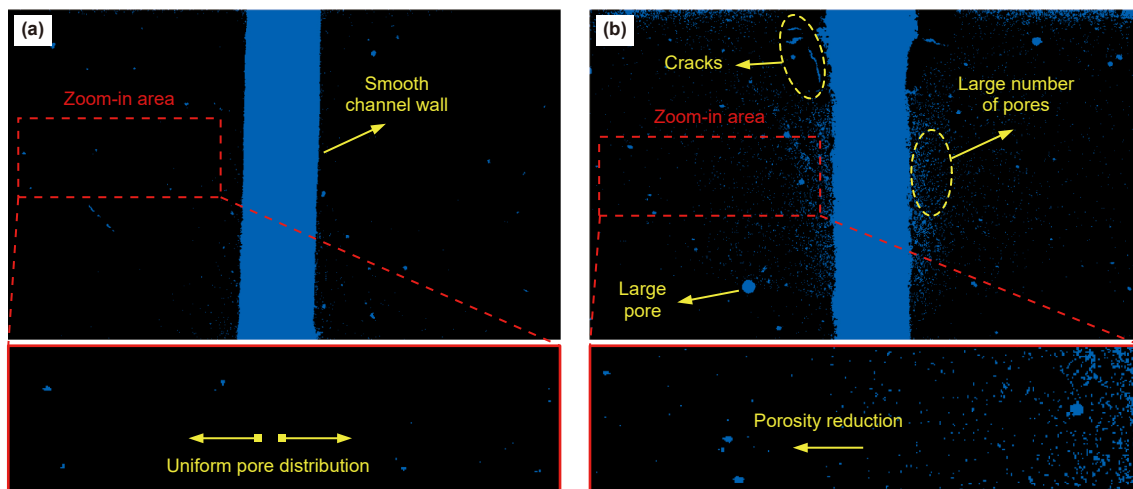 (a)
Zoom-in area
Smooth
channel wall
Uniform pore distribution
(b)
Cracks
Large number
of pores
Zoom-in area
Large
pore
Porosity reduction